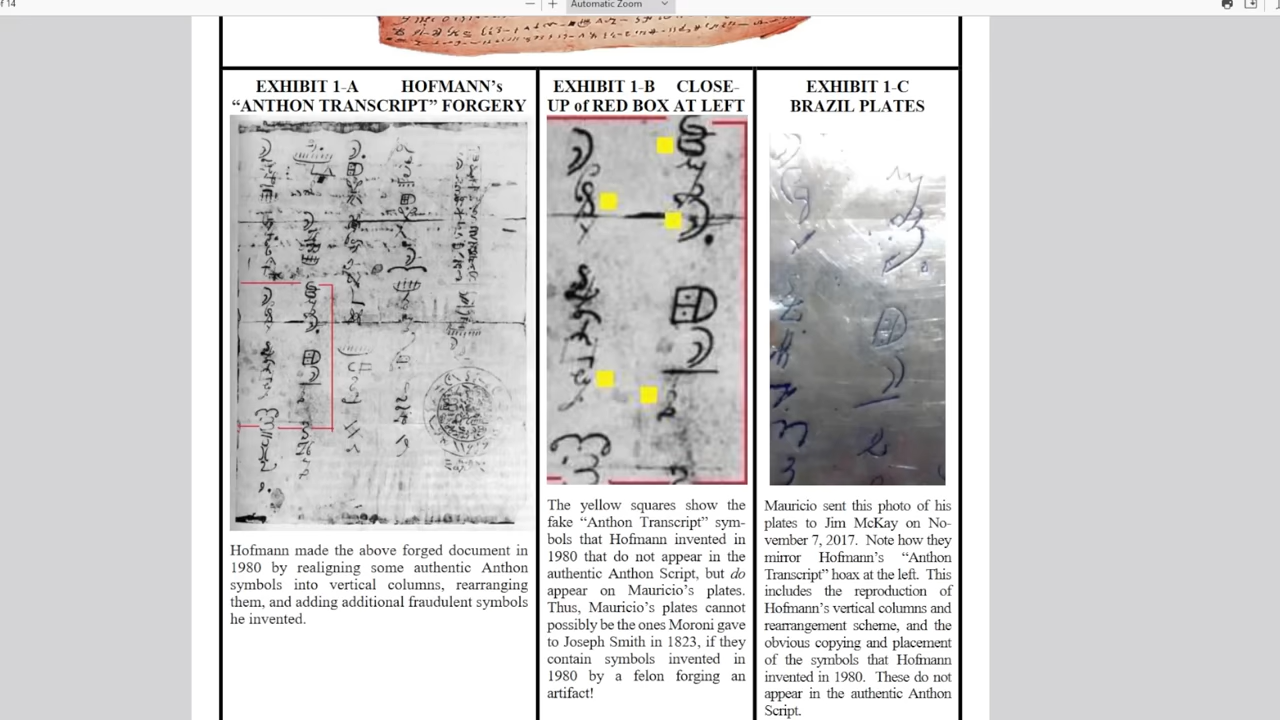 f 14
Automatic Zoom
EXHIBIT 1-A HOFMANN's
“ANTHON TRANSCRIPT” FORGERY
Hofmann made the above forged document in
1980 by realigning some authentic Anthon
symbols into vertical columns, rearranging
them, and adding additional fraudulent symbols
he invented.
EXHIBIT 1-B CLOSE-
UP of RED BOX AT LEFT
The yellow squares show the
fake “Anthon Transcript” sym-
bols that Hofmann invented in
1980 that do not appear in the
authentic Anthon Script, but do
appear on Mauricio’s plates.
Thus, Mauricio’s plates cannot
possibly be the ones Moroni gave
to Joseph Smith in 1823, if they
contain symbols invented in
1980 by a felon forging an
artifact!
EXHIBIT 1-C
BRAZIL PLATES
Mauricio sent this photo of his
plates to Jim McKay on No-
vember 7, 2017. Note how they
mirror Hofmann’s “Anthon
Transcript” hoax at the left. This
includes the reproduction of
Hofmann’s vertical columns and
rearrangement scheme, and the
obvious copying and placement
of the symbols that Hofmann
invented in 1980. These do not
appear in the authentic Anthon
Script.